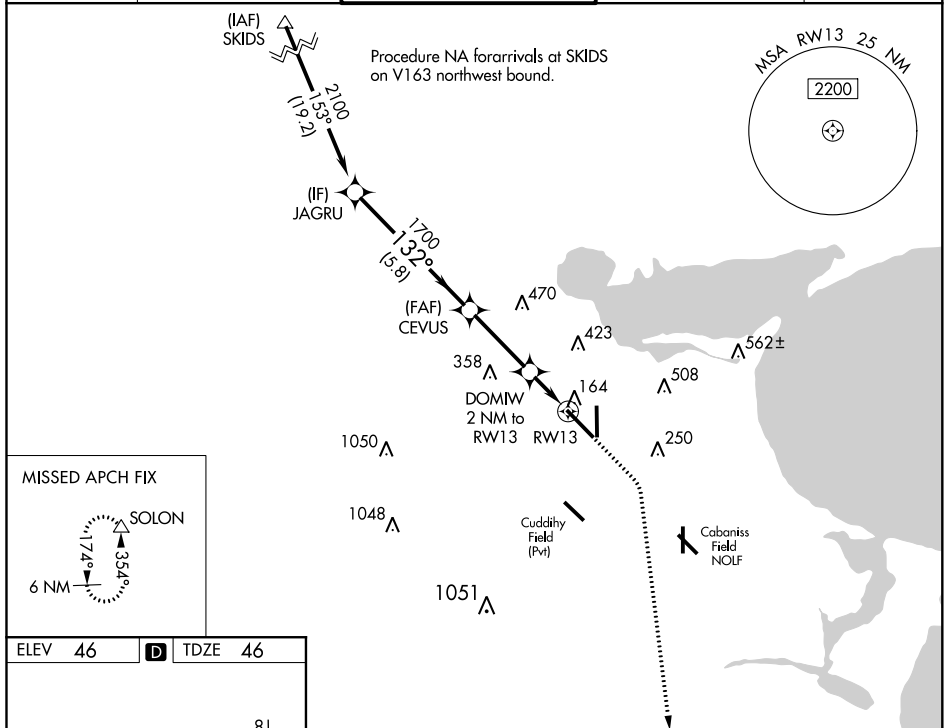 (IAF)
SKIDS
Procedure NA forarrivals at SKIDS
on V163 northwest bound.
MSA RW13 25 NM
2200
2100
153°
(19.2)
(IF)
JAGRU
1700
132°
(5.8)
(FAF)
CEVUS
470
423
562±
358
508
DOMIW
2 NM to
RW13
164
RW13
1050
250
MISSED APCH FIX
SOLON
174°
354°
6 NM
1048
Cuddihy
Field
(Pvt)
Cabaniss
Field
NOLF
1051
ELEV 46
D
TDZE 46